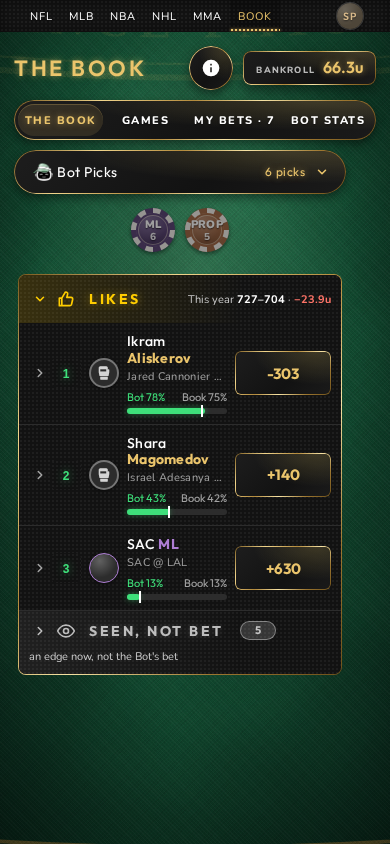 NFL MLB NBA NHL MMA BOOK SP
THE BOOK
BANKROLL 66.3u
THE BOOK GAMES MY BETS · 7 BOT STATS
Bot Picks 6 picks
ML
6
PROP
5
LIKES This year 727–704 · −23.9u
Ikram
Aliskerov
1 -303
Jared Cannonier ...
Bot 78% Book 75%
Shara
Magomedov
2 +140
Israel Adesanya ...
Bot 43% Book 42%
SAC ML
3 +630
SAC @ LAL
Bot 13% Book 13%
SEEN, NOT BET 5
an edge now, not the Bot's bet